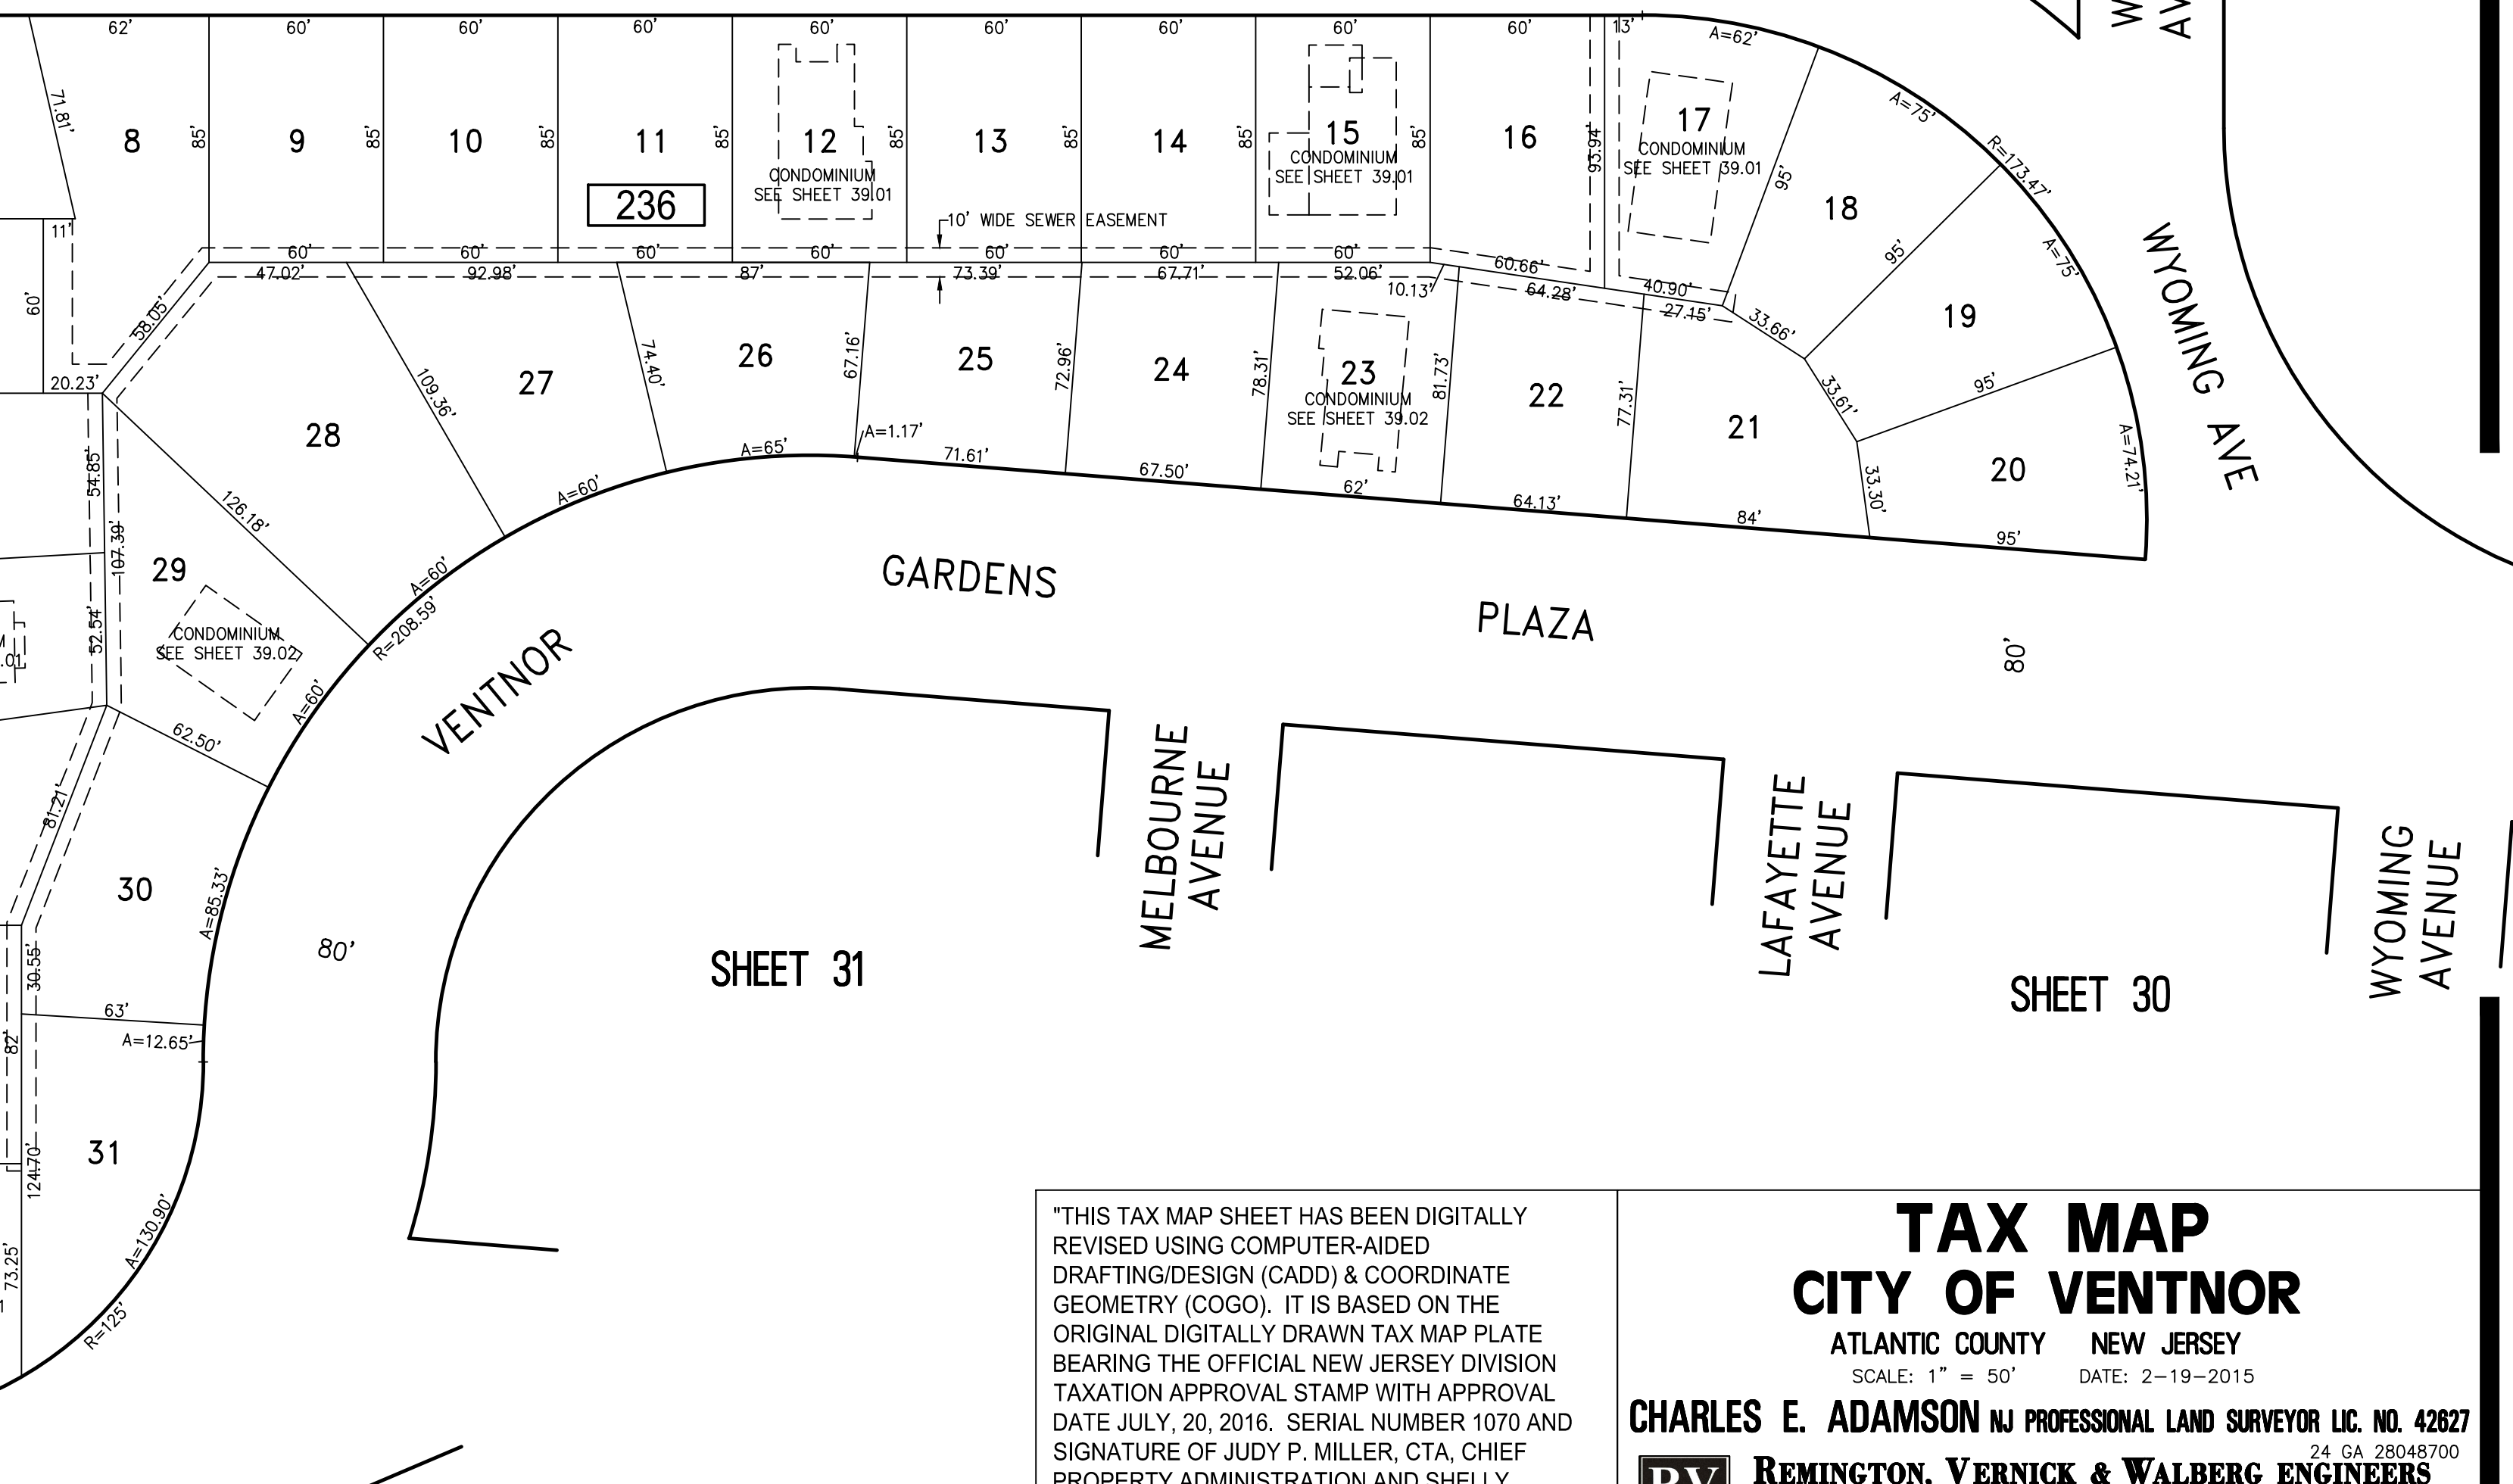 62' 60' 60' 60' 60' 60' 60' 60' 60' 13' A=62'
W
AV
71.81' 85' 85' 85' 85' 85' 85' 85' 85' 93.94' 95' A=75' R=173.47'
8 9 10 11 12 13 14 15 16 17
CONDOMINIUM
SEE SHEET 39.01
CONDOMINIUM
SEE SHEET 39.01
CONDOMINIUM
SEE SHEET 39.01
236
10' WIDE SEWER EASEMENT
18
95'
A=75'
WYOMING AVE
11'
60' 60' 60' 60' 60' 60' 60' 60.66' 40.90'
47.02' 92.98' 87' 73.39' 67.71' 52.06' 10.13' 64.28' 27.15' 33.66'
60' 58.05'
19
20.23' 109.36' 74.40' 67.16' 72.96' 78.31' 81.73' 77.31' 33.61' 95'
28 27 26 25 24 23 22 21 20
CONDOMINIUM
SEE SHEET 39.02
A=65' A=1.17' 71.61' 67.50' 62' 64.13' 84' 33.30' 95' A=74.21'
54.85' 107.39' 126.18' A=60'
29
A=60'
R=208.59'
52.54'
CONDOMINIUM
SEE SHEET 39.02
M
.01
A=60'
62.50'
VENTNOR GARDENS PLAZA
80'
81.21'
30
A=85.33'
80'
30.55'
63'
82'
A=12.65'
31
124.70'
A=130.90'
73.25'
R=125'
MELBOURNE
AVENUE
LAFAYETTE
AVENUE
WYOMING
AVENUE
SHEET 31
SHEET 30
"THIS TAX MAP SHEET HAS BEEN DIGITALLY
REVISED USING COMPUTER-AIDED
DRAFTING/DESIGN (CADD) & COORDINATE
GEOMETRY (COGO). IT IS BASED ON THE
ORIGINAL DIGITALLY DRAWN TAX MAP PLATE
BEARING THE OFFICIAL NEW JERSEY DIVISION
TAXATION APPROVAL STAMP WITH APPROVAL
DATE JULY, 20, 2016. SERIAL NUMBER 1070 AND
SIGNATURE OF JUDY P. MILLER, CTA, CHIEF
PROPERTY ADMINISTRATION AND SHELLY
TAX MAP
CITY OF VENTNOR
ATLANTIC COUNTY NEW JERSEY
SCALE: 1" = 50' DATE: 2-19-2015
CHARLES E. ADAMSON NJ PROFESSIONAL LAND SURVEYOR LIC. NO. 42627
24 GA 28048700
RV
REMINGTON, VERNICK & WALBERG ENGINEERS